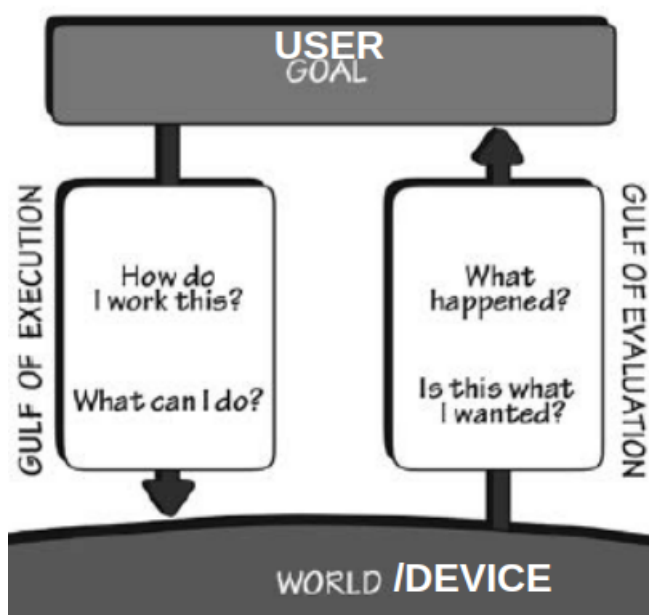 USER
GOAL
GULF OF EXECUTION
How do
I work this?
What can I do?
What
happened?
Is this what
I wanted?
GULF OF EVALUATION
WORLD /DEVICE